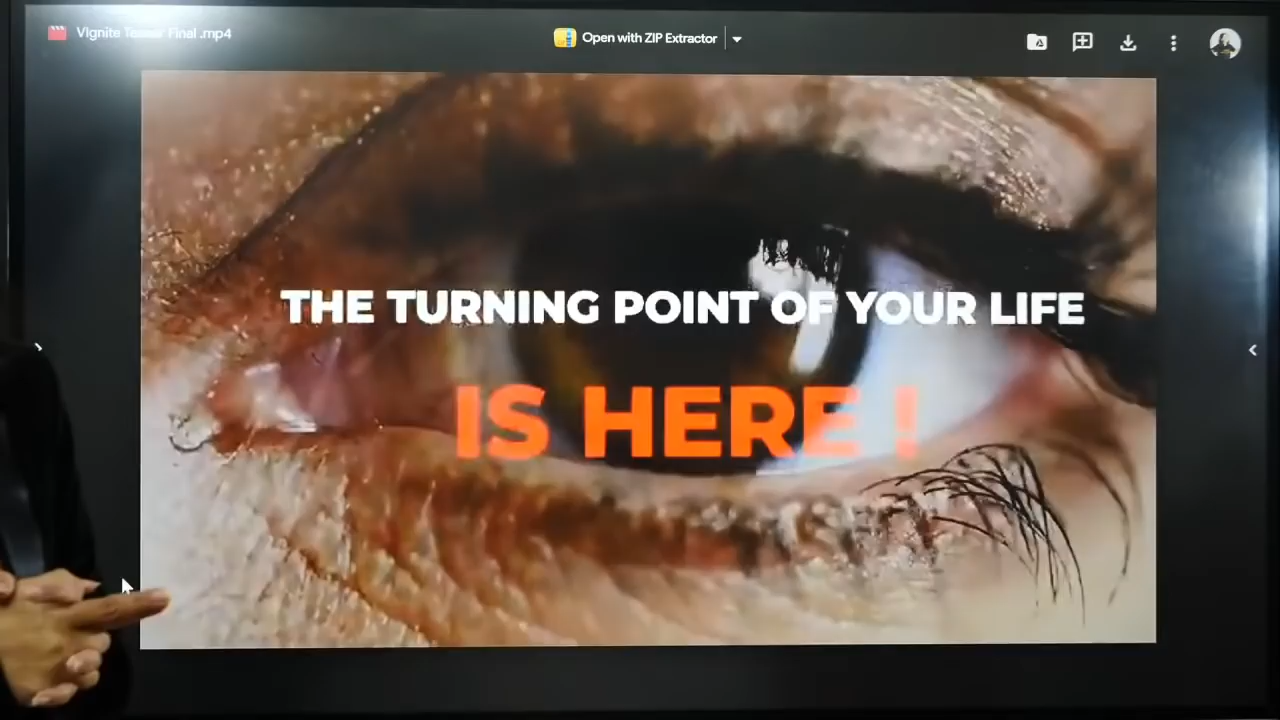 Vignite Teaser Final .mp4
Open with ZIP Extractor
THE TURNING POINT OF YOUR LIFE
IS HERE !